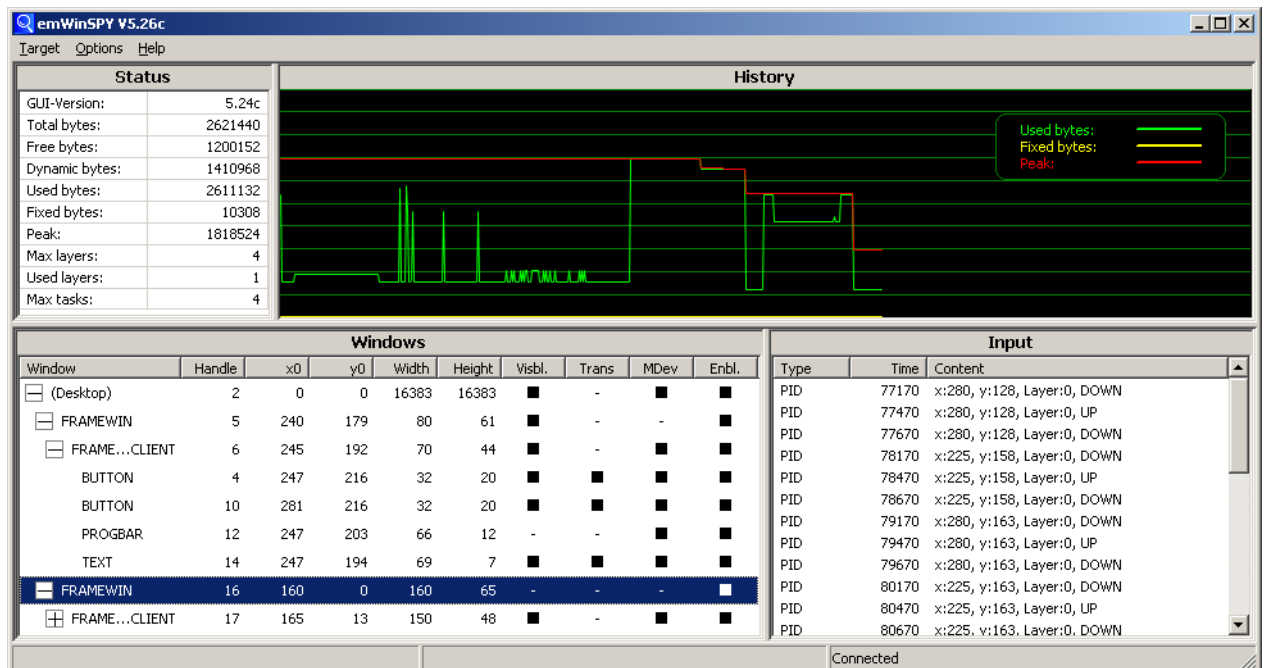 emWinSPY V5.26c
Target Options Help
Status
GUI-Version: 5.24c
Total bytes: 2621440
Free bytes: 1200152
Dynamic bytes: 1410968
Used bytes: 2611132
Fixed bytes: 10308
Peak: 1818524
Max layers: 4
Used layers: 1
Max tasks: 4
History
Used bytes:
Fixed bytes:
Peak:
Windows
Window Handle x0 y0 Width Height Visbl. Trans MDev Enbl.
(Desktop) 2 0 0 16383 16383 -
FRAMEWIN 5 240 179 80 61 - -
FRAME...CLIENT 6 245 192 70 44 -
BUTTON 4 247 216 32 20
BUTTON 10 281 216 32 20
PROGBAR 12 247 203 66 12 - -
TEXT 14 247 194 69 7
FRAMEWIN 16 160 0 160 65 - - -
FRAME...CLIENT 17 165 13 150 48 -
Input
Type Time Content
PID 77170 x:280, y:128, Layer:0, DOWN
PID 77470 x:280, y:128, Layer:0, UP
PID 77670 x:280, y:128, Layer:0, DOWN
PID 78170 x:225, y:158, Layer:0, DOWN
PID 78470 x:225, y:158, Layer:0, UP
PID 78670 x:225, y:158, Layer:0, DOWN
PID 79170 x:280, y:163, Layer:0, DOWN
PID 79470 x:280, y:163, Layer:0, UP
PID 79670 x:280, y:163, Layer:0, DOWN
PID 80170 x:225, y:163, Layer:0, DOWN
PID 80470 x:225, y:163, Layer:0, UP
PID 80670 x:225, y:163, Layer:0, DOWN
Connected